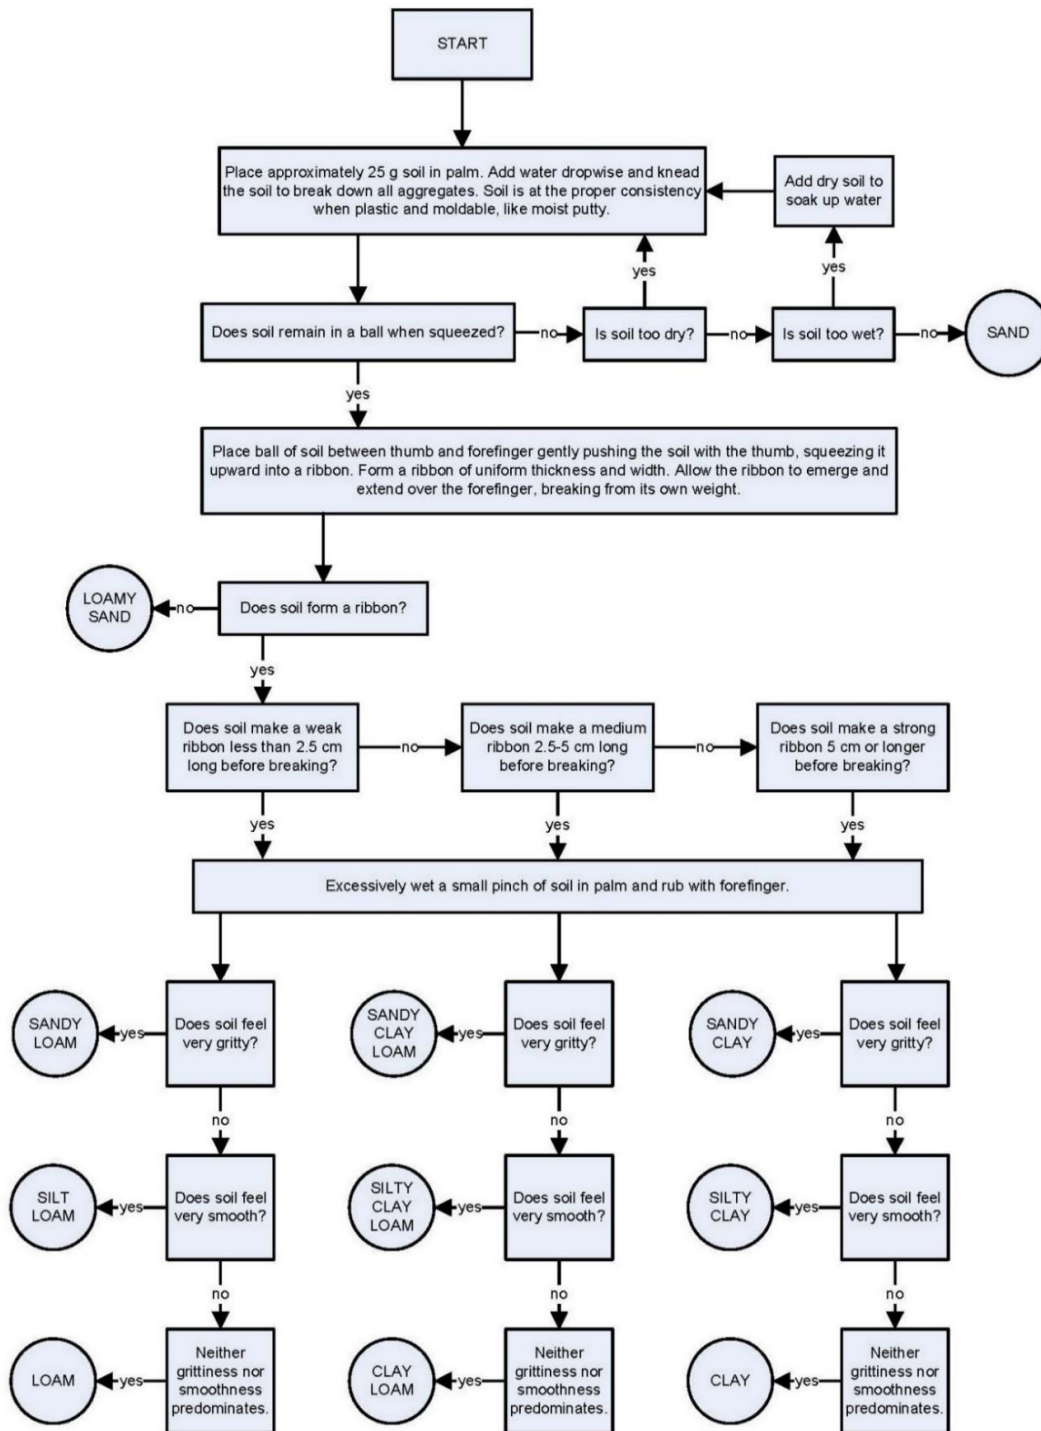 START
Place approximately 25 g soil in palm. Add water dropwise and knead
the soil to break down all aggregates. Soil is at the proper consistency
when plastic and moldable, like moist putty.
Add dry soil to
soak up water
yes
yes
Does soil remain in a ball when squeezed?
no
Is soil too dry?
no
Is soil too wet?
no
SAND
yes
Place ball of soil between thumb and forefinger gently pushing the soil with the thumb, squeezing it
upward into a ribbon. Form a ribbon of uniform thickness and width. Allow the ribbon to emerge and
extend over the forefinger, breaking from its own weight.
LOAMY
SAND
no
Does soil form a ribbon?
yes
Does soil make a weak
ribbon less than 2.5 cm
long before breaking?
no
Does soil make a medium
ribbon 2.5-5 cm long
before breaking?
no
Does soil make a strong
ribbon 5 cm or longer
before breaking?
yes
yes
yes
Excessively wet a small pinch of soil in palm and rub with forefinger.
SANDY
LOAM
yes
Does soil feel
very gritty?
SANDY
CLAY
LOAM
yes
Does soil feel
very gritty?
SANDY
CLAY
yes
Does soil feel
very gritty?
no
no
no
SILT
LOAM
yes
Does soil feel
very smooth?
SILTY
CLAY
LOAM
yes
Does soil feel
very smooth?
SILTY
CLAY
yes
Does soil feel
very smooth?
no
no
no
LOAM
yes
Neither
grittiness nor
smoothness
predominates.
CLAY
LOAM
yes
Neither
grittiness nor
smoothness
predominates.
CLAY
yes
Neither
grittiness nor
smoothness
predominates.